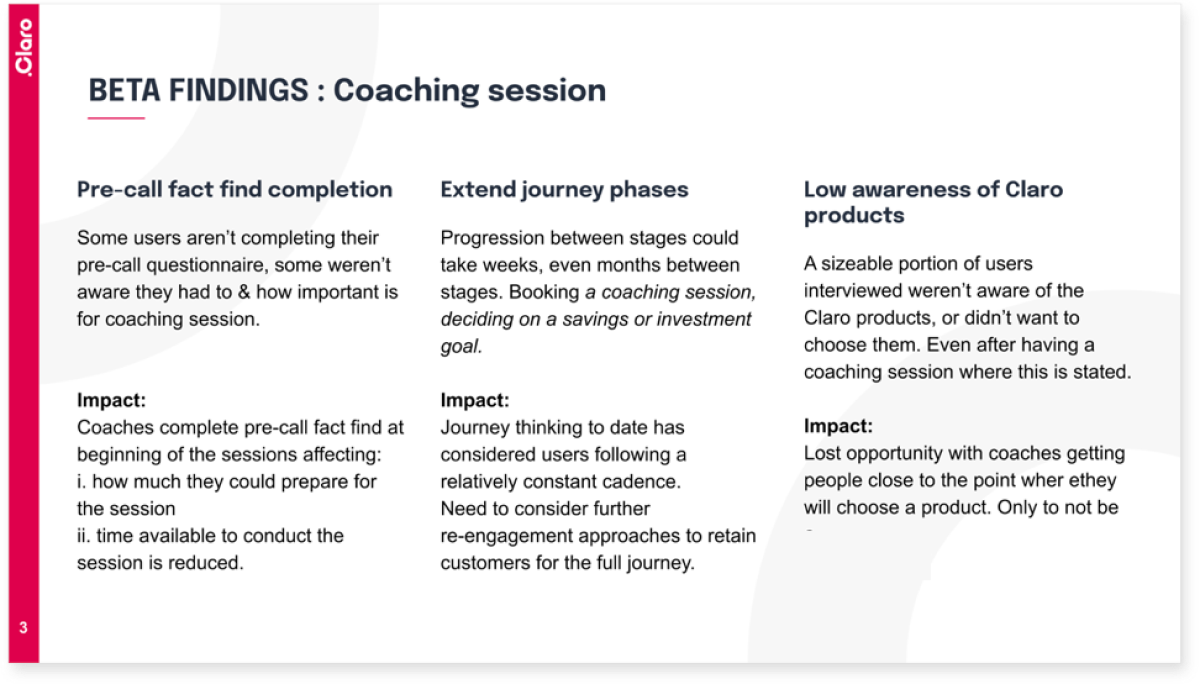 .Claro
BETA FINDINGS : Coaching session
Pre-call fact find completion
Some users aren't completing their
pre-call questionnaire, some weren't
aware they had to & how important is
for coaching session.
Impact:
Coaches complete pre-call fact find at
beginning of the sessions affecting:
i. how much they could prepare for
the session
ii. time available to conduct the
session is reduced.
Extend journey phases
Progression between stages could
take weeks, even months between
stages. Booking a coaching session,
deciding on a savings or investment
goal.
Impact:
Journey thinking to date has
considered users following a
relatively constant cadence.
Need to consider further
re-engagement approaches to retain
customers for the full journey.
Low awareness of Claro
products
A sizeable portion of users
interviewed weren't aware of the
Claro products, or didn't want to
choose them. Even after having a
coaching session where this is stated.
Impact:
Lost opportunity with coaches getting
people close to the point wher ethey
will choose a product. Only to not be
3